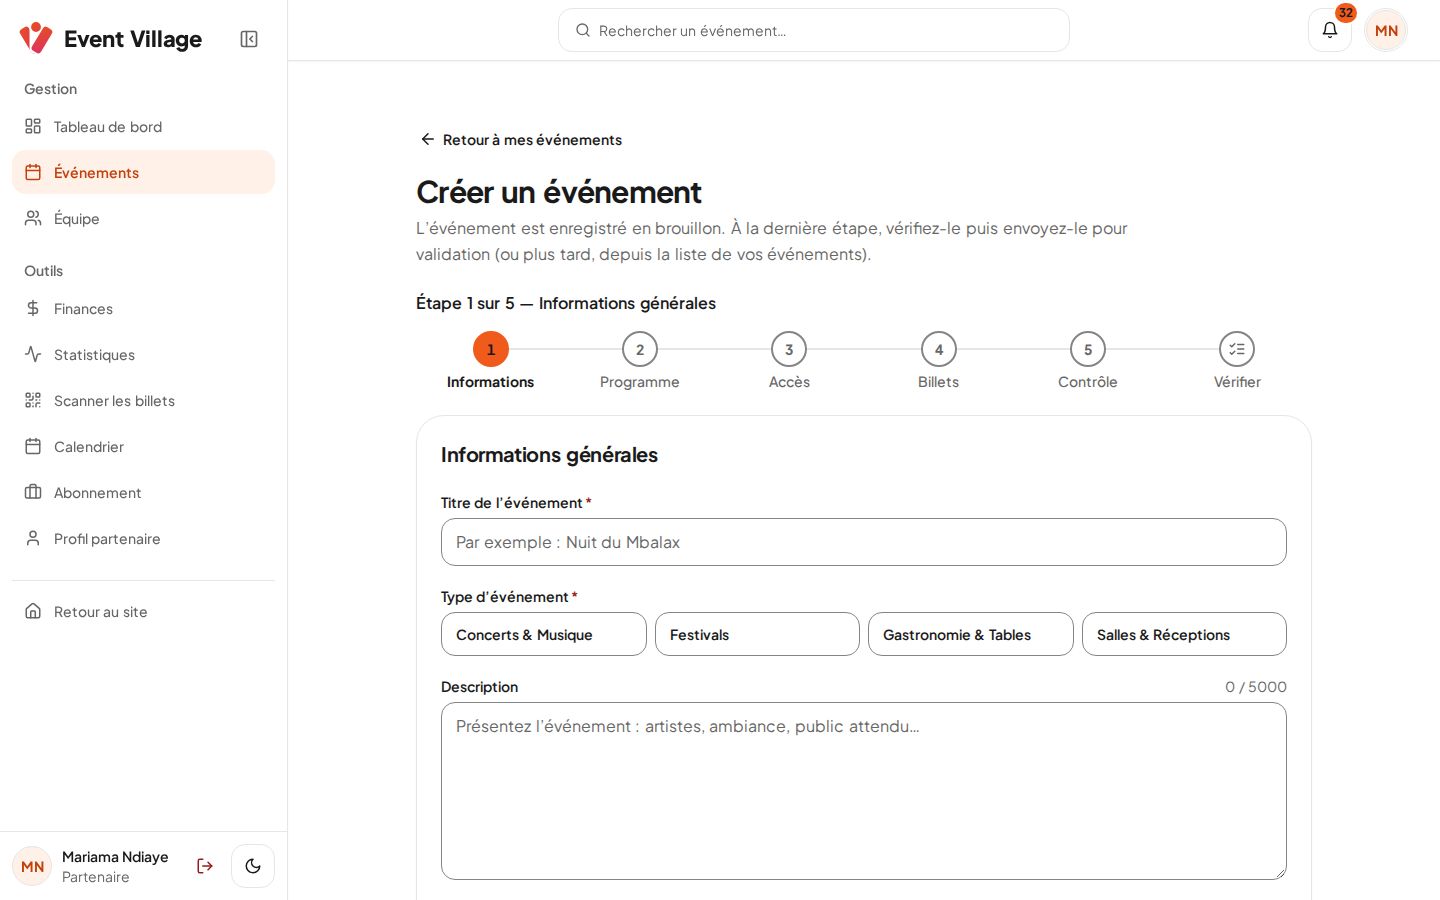 Event Village
Gestion
Tableau de bord
Événements
Équipe
Outils
Finances
Statistiques
Scanner les billets
Calendrier
Abonnement
Profil partenaire
Retour au site
MN
Mariama Ndiaye
Partenaire
Rechercher un événement…
32
MN
Retour à mes événements
Créer un événement
L’événement est enregistré en brouillon. À la dernière étape, vérifiez-le puis envoyez-le pour
validation (ou plus tard, depuis la liste de vos événements).
Étape 1 sur 5 — Informations générales
1 2 3 4 5
Informations Programme Accès Billets Contrôle Vérifier
Informations générales
Titre de l’événement *
Par exemple : Nuit du Mbalax
Type d’événement *
Concerts & Musique Festivals Gastronomie & Tables Salles & Réceptions
Description 0 / 5000
Présentez l’événement : artistes, ambiance, public attendu…